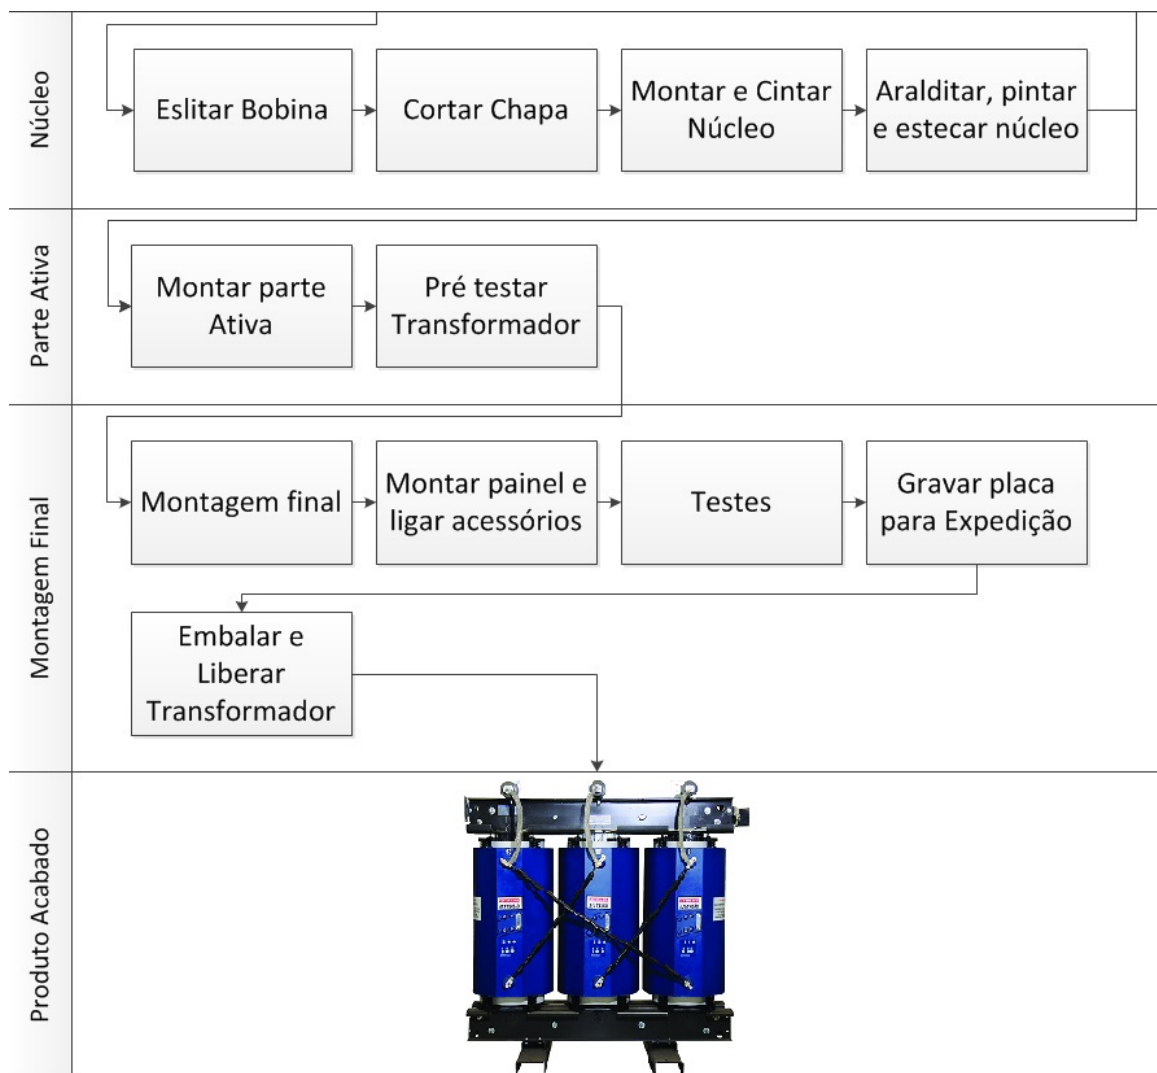 Núcleo
Eslitar Bobina
Cortar Chapa
Montar e Cintar
Núcleo
Aralditar, pintar
e estecar núcleo
Parte Ativa
Montar parte
Ativa
Pré testar
Transformador
Montagem Final
Montagem final
Montar painel e
ligar acessórios
Testes
Gravar placa
para Expedição
Embalar e
Liberar
Transformador
Produto Acabado